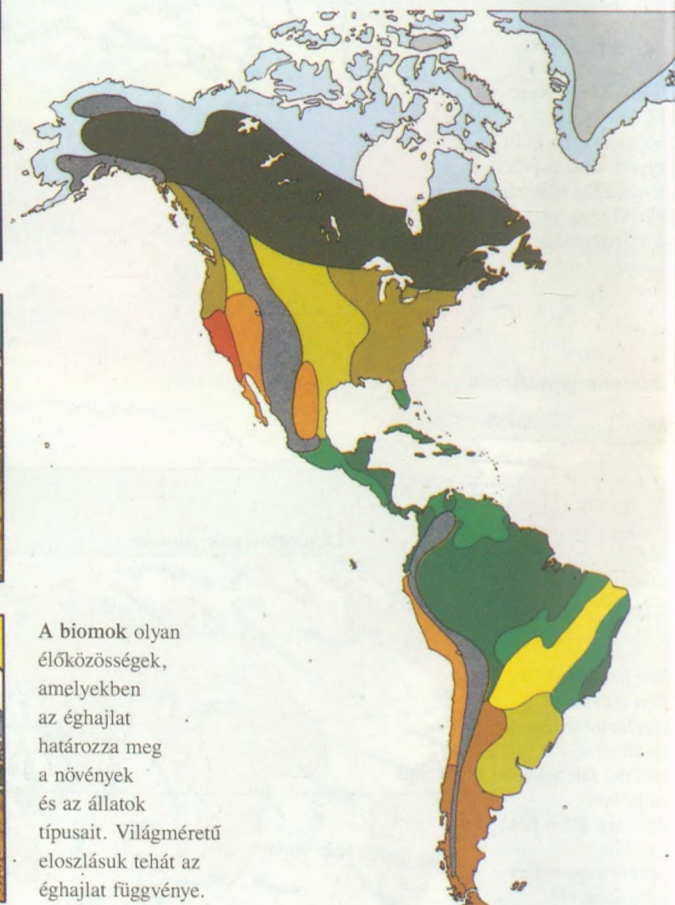 A biomok olyan
élőközösségek,
amelyekben
az éghajlat
határozza meg
a növények
és az állatok
típusait. Világméretű
eloszlásuk tehát az
éghajlat függvénye.